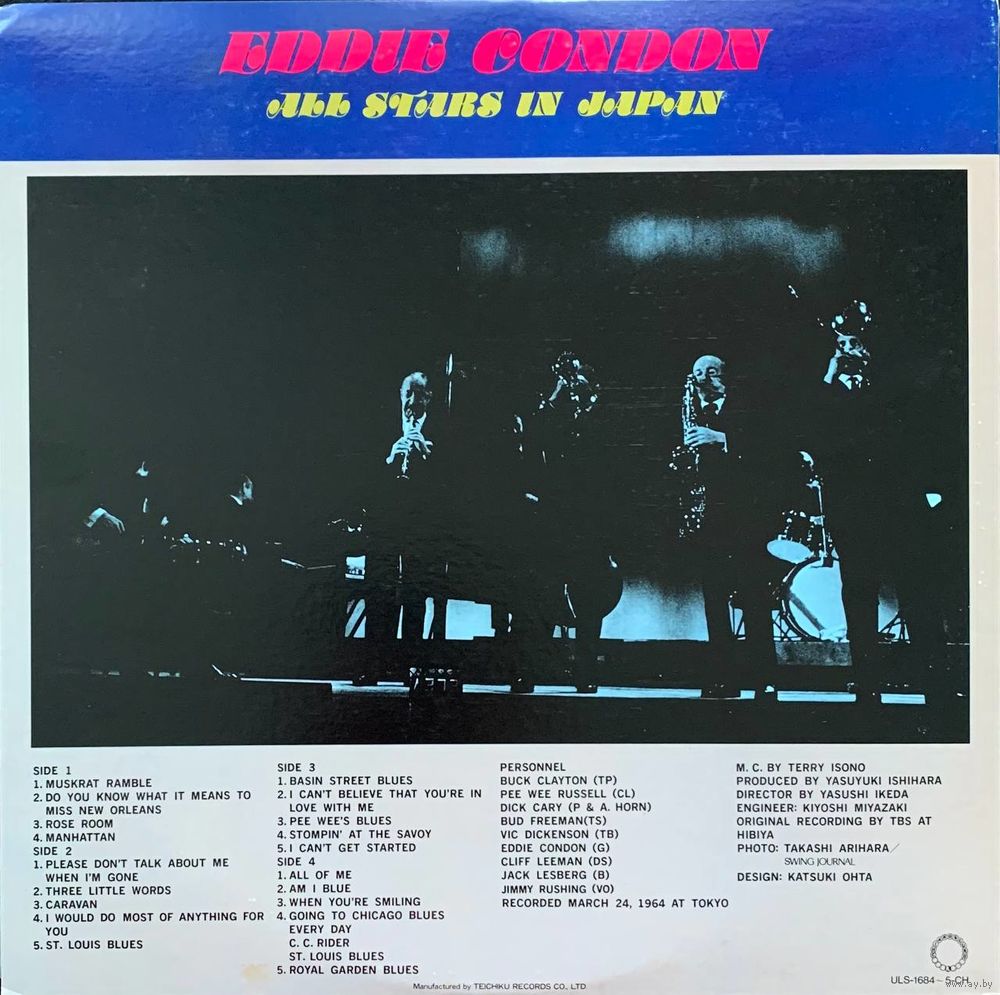 EDDIE CONDON
ALL STARS IN JAPAN
SIDE 1
1. MUSKRAT RAMBLE
2. DO YOU KNOW WHAT IT MEANS TO
MISS NEW ORLEANS
3. ROSE ROOM
4. MANHATTAN
SIDE 2
1. PLEASE DON'T TALK ABOUT ME
WHEN I'M GONE
2. THREE LITTLE WORDS
3. CARAVAN
4. I WOULD DO MOST OF ANYTHING FOR
YOU
5. ST. LOUIS BLUES
SIDE 3
1. BASIN STREET BLUES
2. I CAN'T BELIEVE THAT YOU'RE IN
LOVE WITH ME
3. PEE WEE'S BLUES
4. STOMPIN' AT THE SAVOY
5. I CAN'T GET STARTED
SIDE 4
1. ALL OF ME
2. AM I BLUE
3. WHEN YOU'RE SMILING
4. GOING TO CHICAGO BLUES
EVERY DAY
C. C. RIDER
ST. LOUIS BLUES
5. ROYAL GARDEN BLUES
PERSONNEL
BUCK CLAYTON (TP)
PEE WEE RUSSELL (CL)
DICK CARY (P & A. HORN)
BUD FREEMAN(TS)
VIC DICKENSON (TB)
EDDIE CONDON (G)
CLIFF LEEMAN (DS)
JACK LESBERG (B)
JIMMY RUSHING (VO)
RECORDED MARCH 24, 1964 AT TOKYO
M. C. BY TERRY ISONO
PRODUCED BY YASUYUKI ISHIHARA
DIRECTOR BY YASUSHI IKEDA
ENGINEER: KIYOSHI MIYAZAKI
ORIGINAL RECORDING BY TBS AT
HIBIYA
PHOTO: TAKASHI ARIHARA/
SWING JOURNAL
DESIGN: KATSUKI OHTA
ULS-1684~5-CH
www.ay.by
Manufactured by TEICHIKU RECORDS CO., LTD